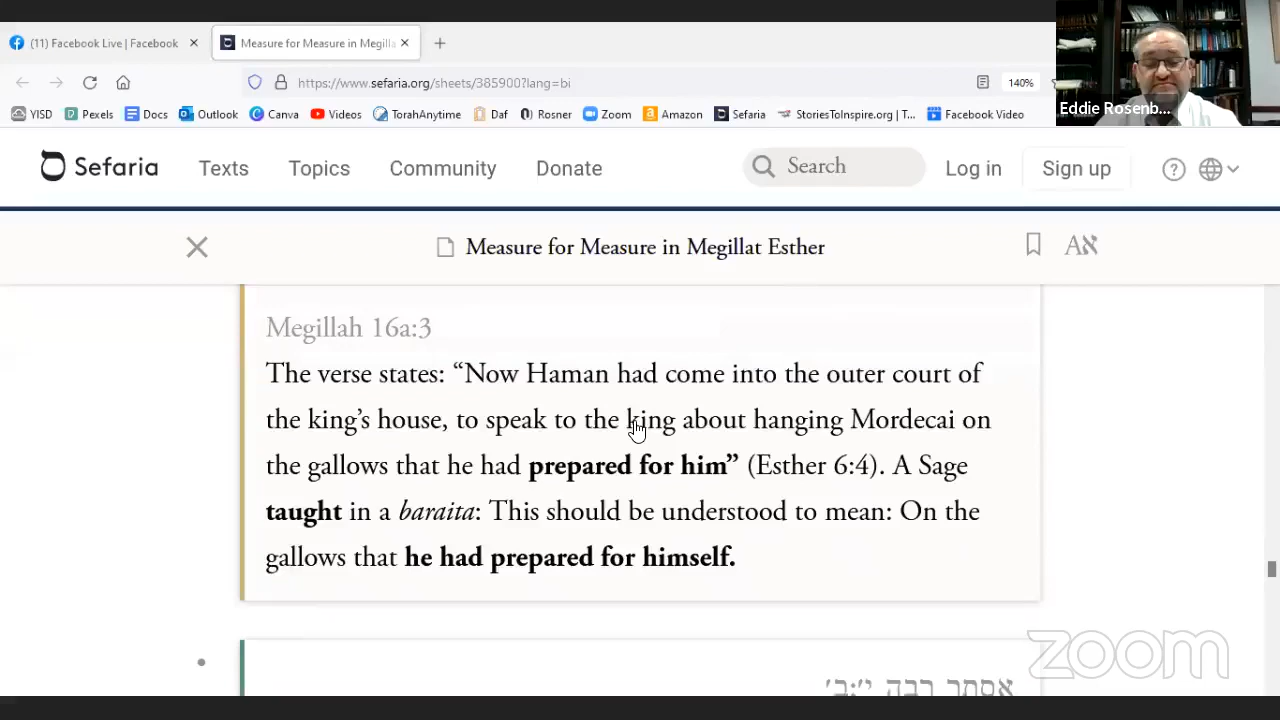 (11) Facebook Live | Facebook
Measure for Measure in Megilla
https://www.sefaria.org/sheets/385900?lang=bi
140%
Eddie Rosenb...
YISD Pexels Docs Outlook Canva Videos TorahAnytime Daf Rosner Zoom Amazon Sefaria StoriesToInspire.org | T... Facebook Video
Sefaria Texts Topics Community Donate Search Log in Sign up
Measure for Measure in Megillat Esther
Aא
Megillah 16a:3
The verse states: “Now Haman had come into the outer court of
the king’s house, to speak to the king about hanging Mordecai on
the gallows that he had prepared for him” (Esther 6:4). A Sage
taught in a baraita: This should be understood to mean: On the
gallows that he had prepared for himself.
אסתר רבה י׳:ב׳
zoom